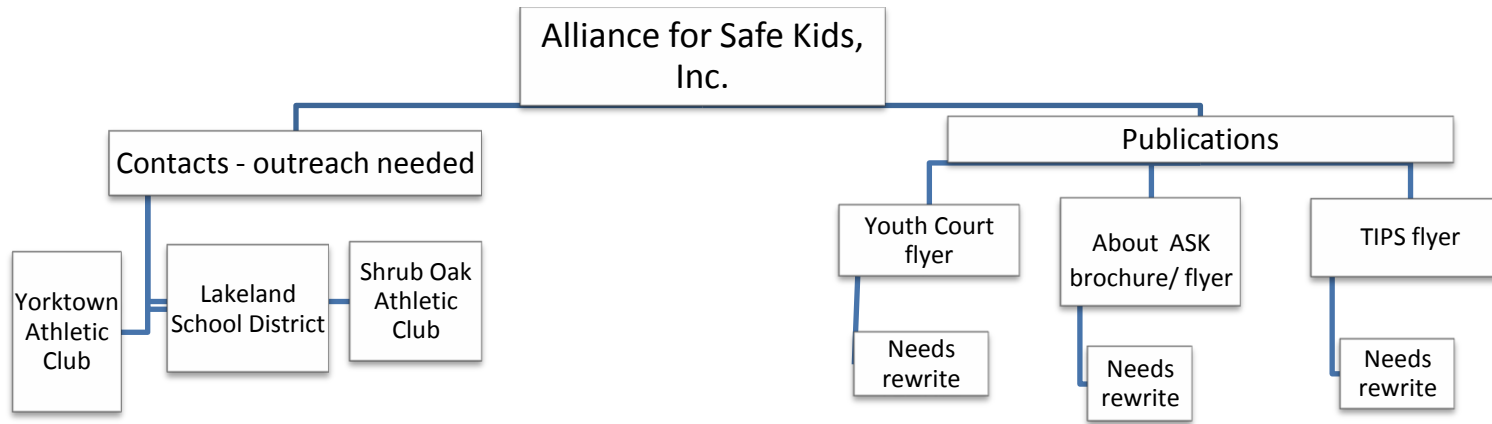 Alliance for Safe Kids,
Inc.
Contacts - outreach needed
Publications
Yorktown
Athletic
Club
Lakeland
School District
Shrub Oak
Athletic
Club
Youth Court
flyer
About ASK
brochure/ flyer
TIPS flyer
Needs
rewrite
Needs
rewrite
Needs
rewrite